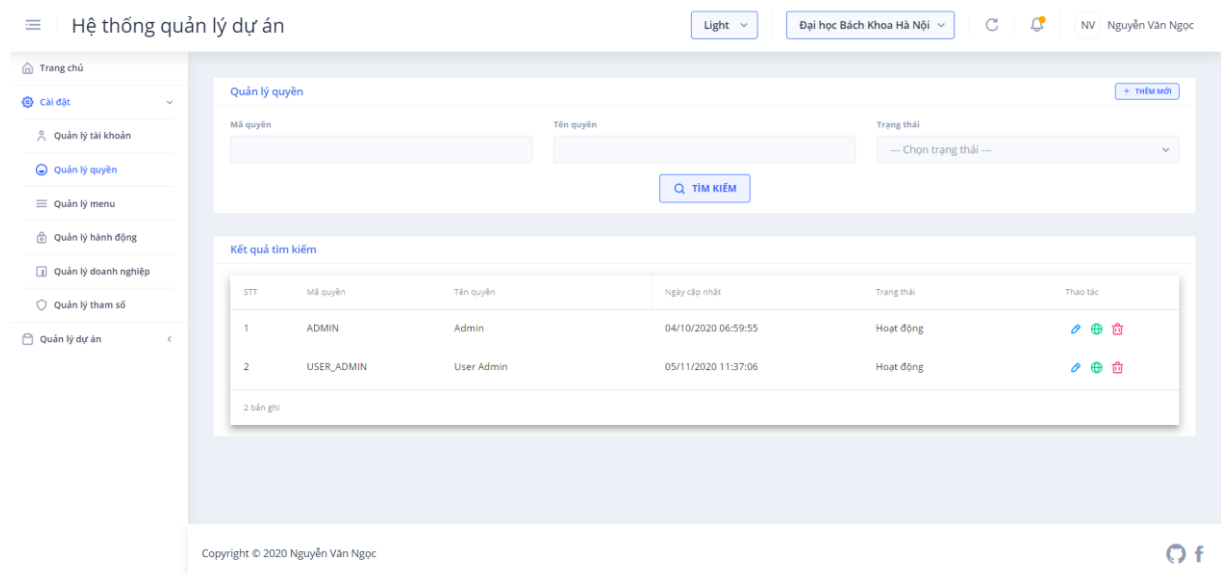 Hệ thống quản lý dự án
Light
Đại học Bách Khoa Hà Nội
NV Nguyễn Văn Ngọc
Trang chủ
Cài đặt
Quản lý tài khoản
Quản lý quyền
Quản lý menu
Quản lý hành động
Quản lý doanh nghiệp
Quản lý tham số
Quản lý dự án
Quản lý quyền
+ THÊM MỚI
Mã quyền Tên quyền Trạng thái
--- Chọn trạng thái ---
TÌM KIẾM
Kết quả tìm kiếm
STT Mã quyền Tên quyền Ngày cập nhật Trạng thái Thao tác
1 ADMIN Admin 04/10/2020 06:59:55 Hoạt động
2 USER_ADMIN User Admin 05/11/2020 11:37:06 Hoạt động
2 bản ghi
Copyright © 2020 Nguyễn Văn Ngọc